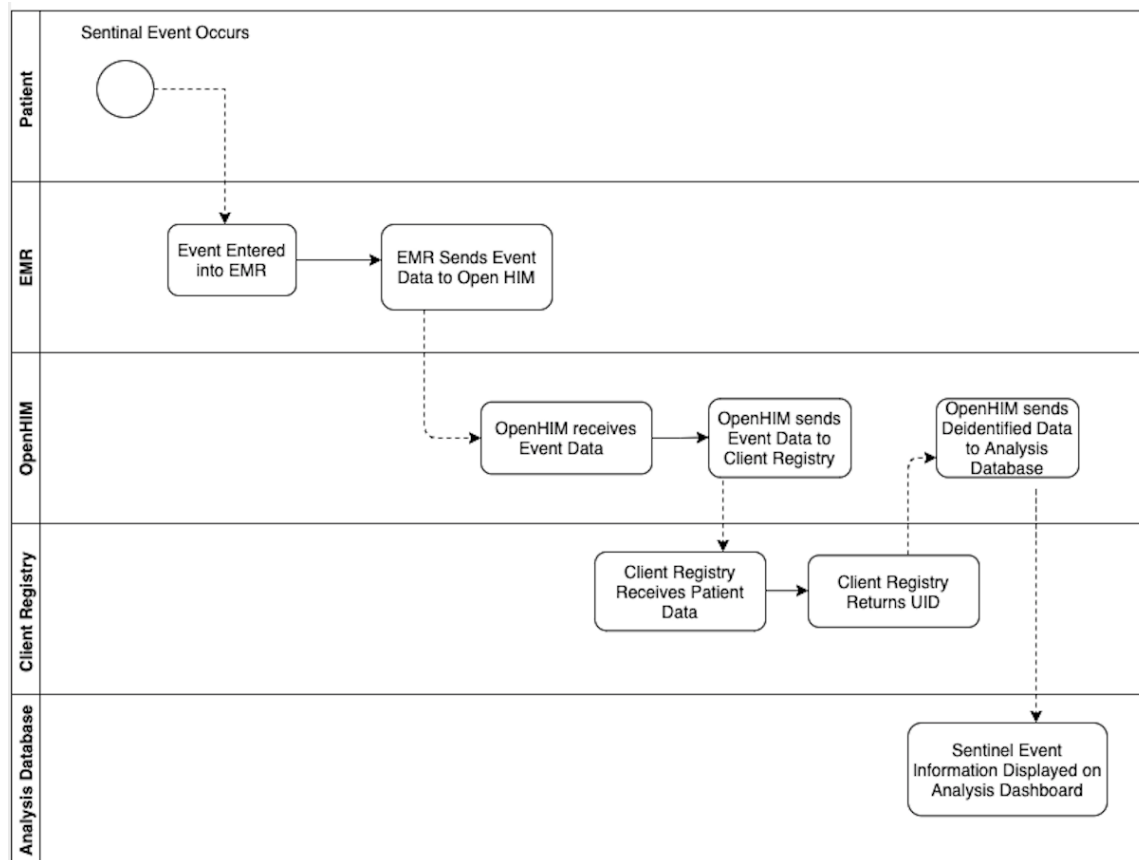 Sentinal Event Occurs
Patient
EMR
Event Entered
into EMR
EMR Sends Event
Data to Open HIM
OpenHIM
OpenHIM receives
Event Data
OpenHIM sends
Event Data to
Client Registry
OpenHIM sends
Deidentified Data
to Analysis
Database
Client Registry
Client Registry
Receives Patient
Data
Client Registry
Returns UID
Analysis Database
Sentinel Event
Information Displayed on
Analysis Dashboard